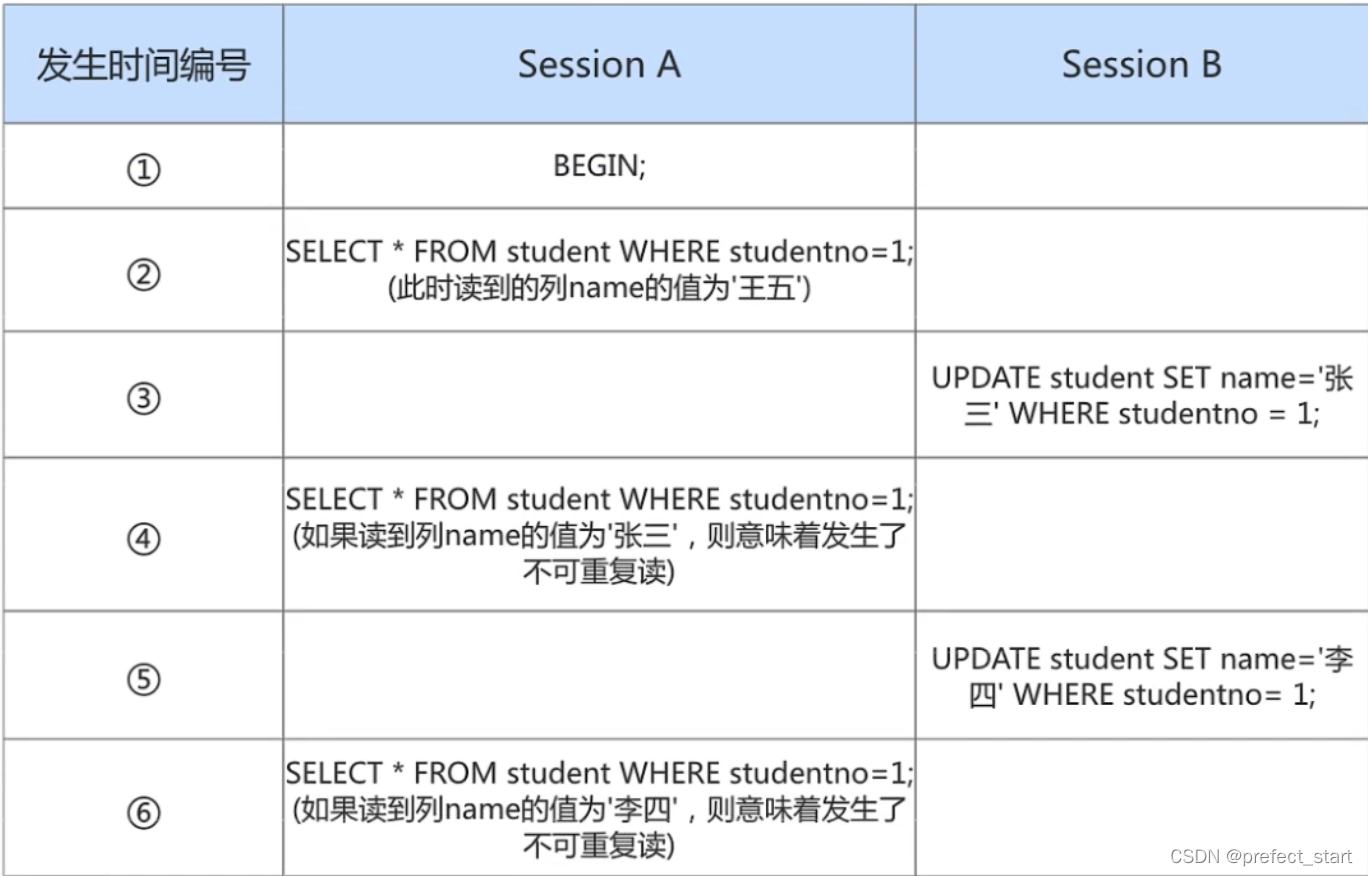 发生时间编号 Session A Session B
① BEGIN;
② SELECT * FROM student WHERE studentno=1;
(此时读到的列name的值为'王五')
③ UPDATE student SET name='张
三' WHERE studentno = 1;
④ SELECT * FROM student WHERE studentno=1;
(如果读到列name的值为'张三'，则意味着发生了
不可重复读)
⑤ UPDATE student SET name='李
四' WHERE studentno= 1;
⑥ SELECT * FROM student WHERE studentno=1;
(如果读到列name的值为'李四'，则意味着发生了
不可重复读)
CSDN @prefect_start